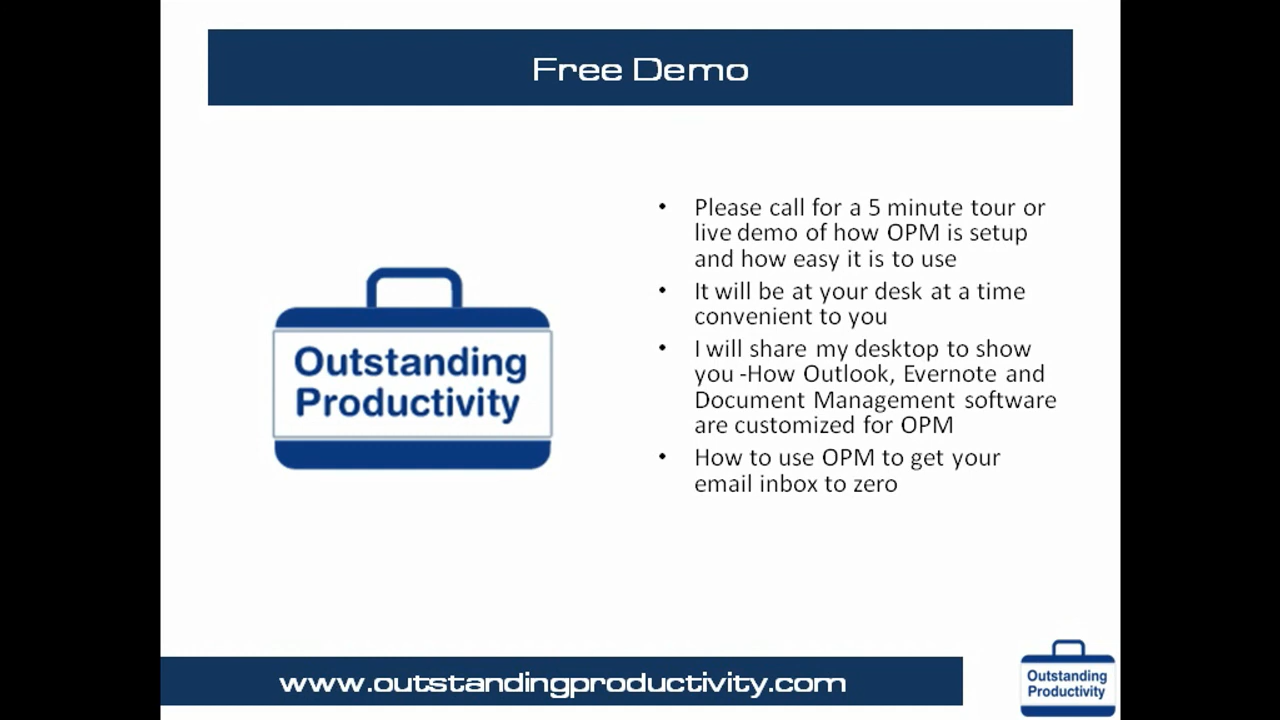 Free Demo
Outstanding
Productivity
• Please call for a 5 minute tour or
live demo of how OPM is setup
and how easy it is to use
• It will be at your desk at a time
convenient to you
• I will share my desktop to show
you -How Outlook, Evernote and
Document Management software
are customized for OPM
• How to use OPM to get your
email inbox to zero
www.outstandingproductivity.com
Outstanding
Productivity